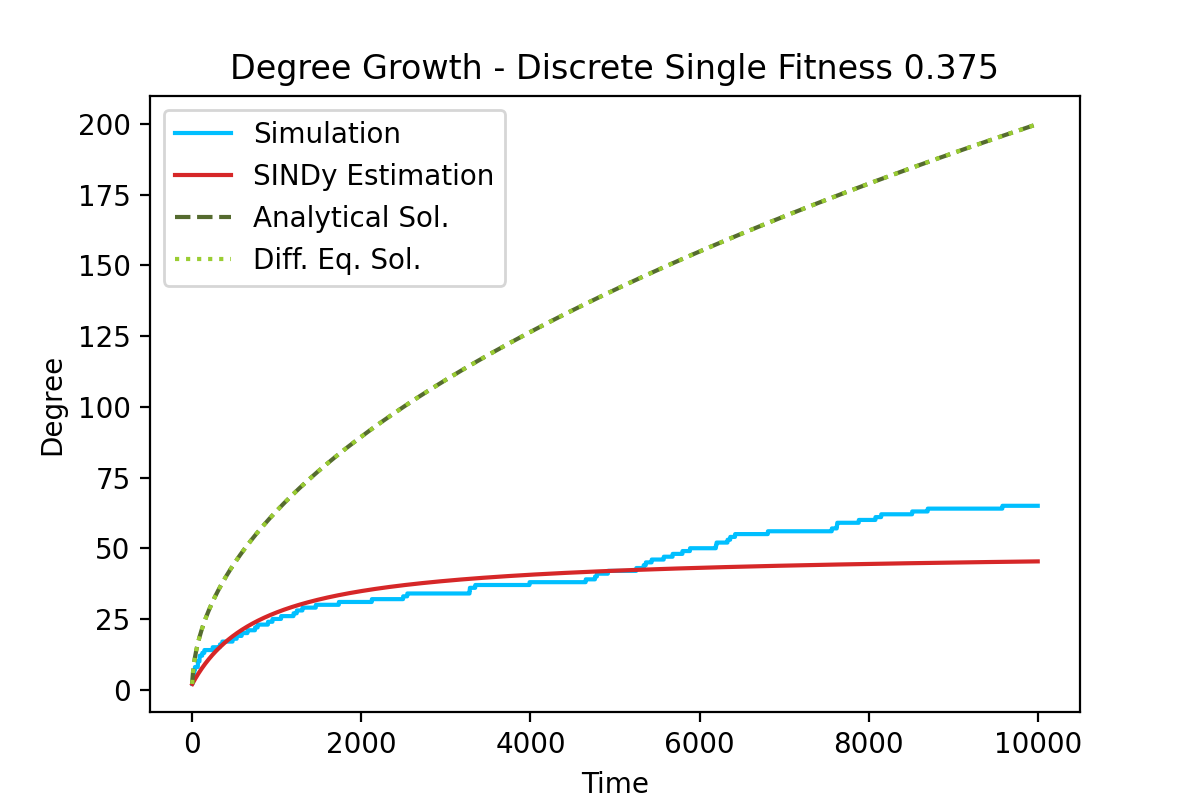 Degree Growth - Discrete Single Fitness 0.375
Simulation
SINDy Estimation
Analytical Sol.
Diff. Eq. Sol.
200
175
150
125
100
75
50
25
0
Degree
0 2000 4000 6000 8000 10000
Time